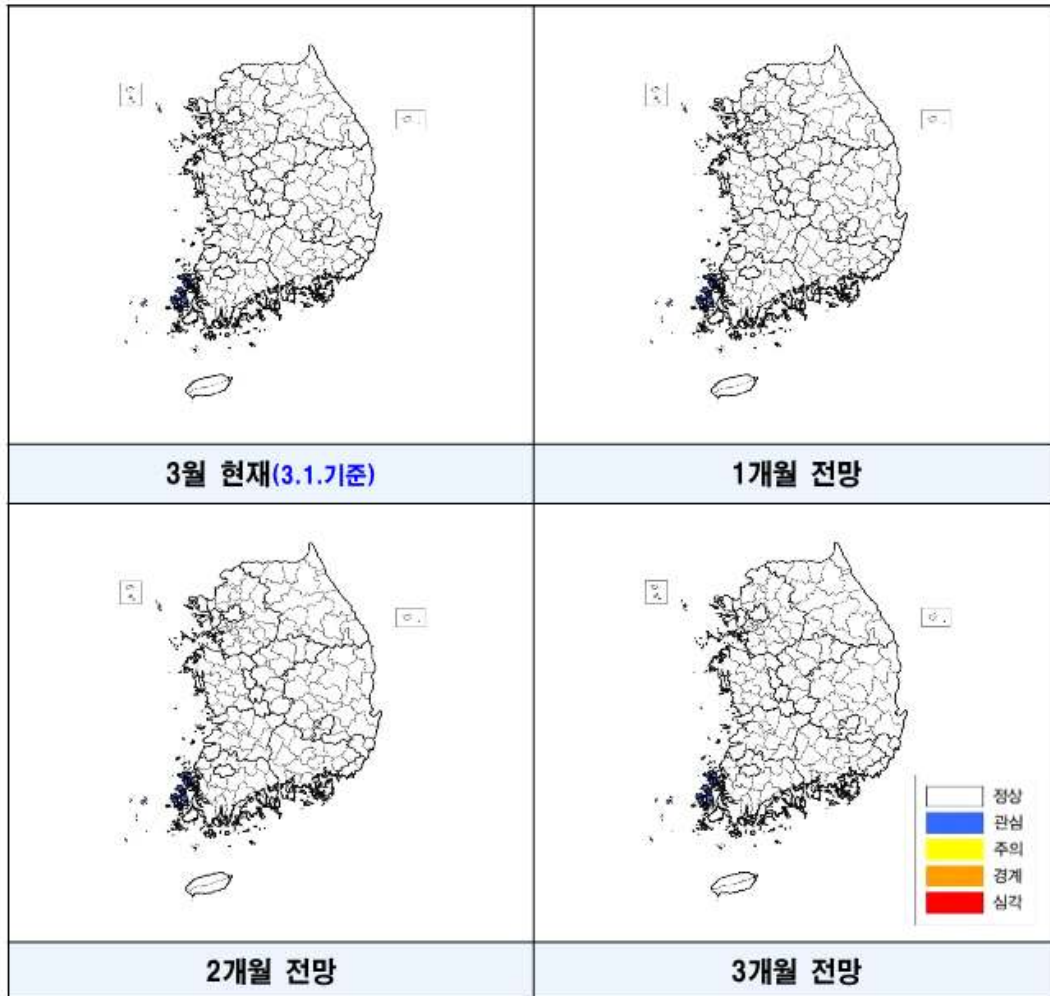 3월 현재(3.1.기준)
1개월 전망
정상
관심
주의
경계
심각
2개월 전망
3개월 전망